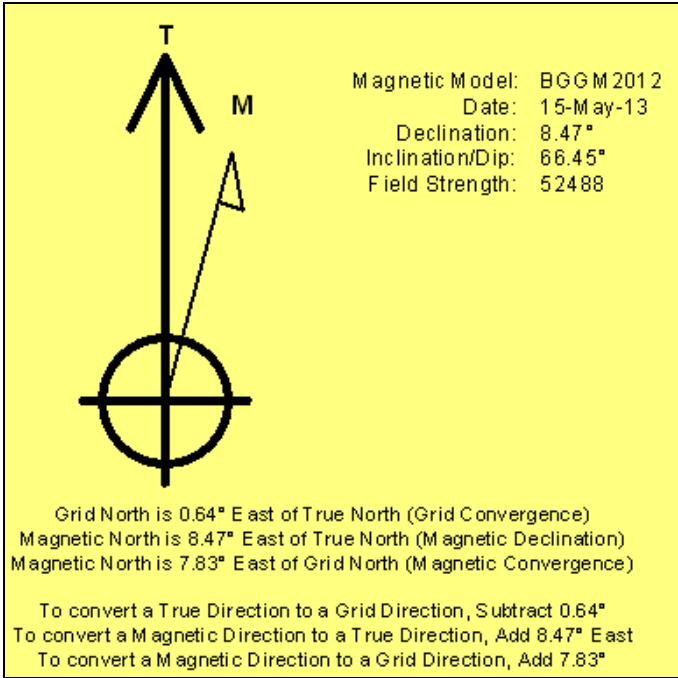 T
M
Magnetic Model: BGGM2012
Date: 15-May-13
Declination: 8.47°
Inclination/Dip: 66.45°
Field Strength: 52488
Grid North is 0.64° East of True North (Grid Convergence)
Magnetic North is 8.47° East of True North (Magnetic Declination)
Magnetic North is 7.83° East of Grid North (Magnetic Convergence)
To convert a True Direction to a Grid Direction, Subtract 0.64°
To convert a Magnetic Direction to a True Direction, Add 8.47° East
To convert a Magnetic Direction to a Grid Direction, Add 7.83°